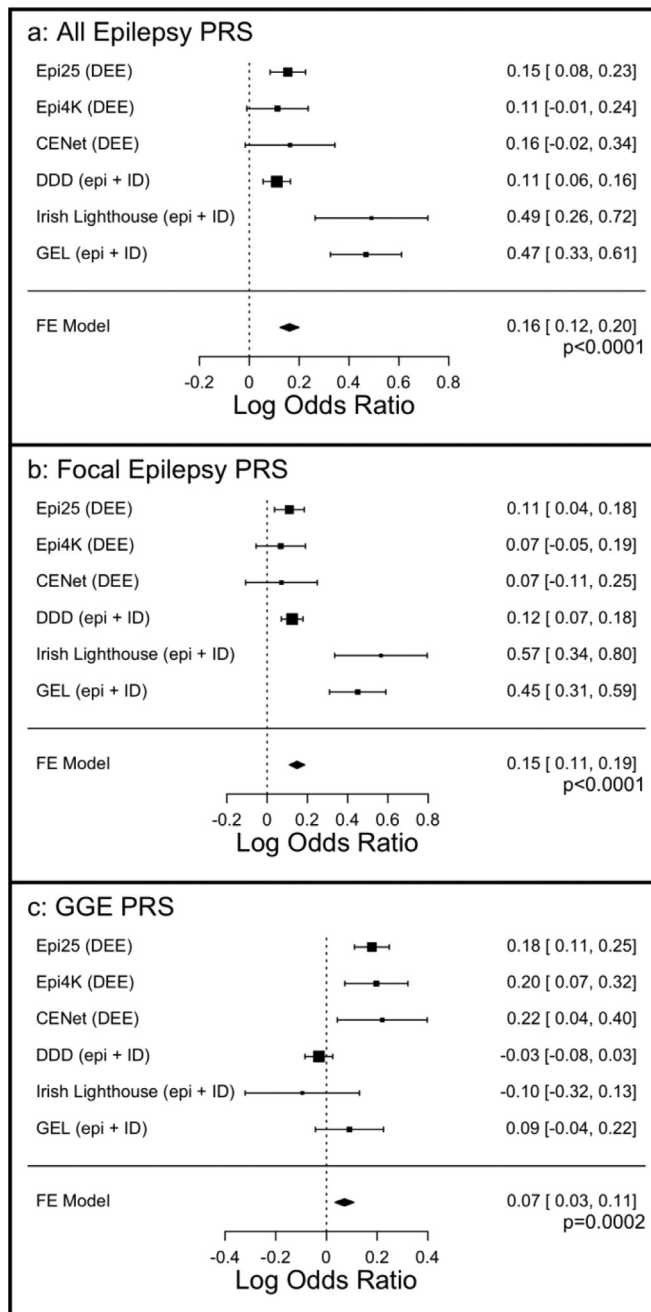 a: All Epilepsy PRS
Epi25 (DEE) 0.15 [ 0.08, 0.23]
Epi4K (DEE) 0.11 [-0.01, 0.24]
CENet (DEE) 0.16 [-0.02, 0.34]
DDD (epi + ID) 0.11 [ 0.06, 0.16]
Irish Lighthouse (epi + ID) 0.49 [ 0.26, 0.72]
GEL (epi + ID) 0.47 [ 0.33, 0.61]
FE Model 0.16 [ 0.12, 0.20]
p<0.0001
-0.2 0 0.2 0.4 0.6 0.8
Log Odds Ratio
b: Focal Epilepsy PRS
Epi25 (DEE) 0.11 [ 0.04, 0.18]
Epi4K (DEE) 0.07 [-0.05, 0.19]
CENet (DEE) 0.07 [-0.11, 0.25]
DDD (epi + ID) 0.12 [ 0.07, 0.18]
Irish Lighthouse (epi + ID) 0.57 [ 0.34, 0.80]
GEL (epi + ID) 0.45 [ 0.31, 0.59]
FE Model 0.15 [ 0.11, 0.19]
p<0.0001
-0.2 0 0.2 0.4 0.6 0.8
Log Odds Ratio
c: GGE PRS
Epi25 (DEE) 0.18 [ 0.11, 0.25]
Epi4K (DEE) 0.20 [ 0.07, 0.32]
CENet (DEE) 0.22 [ 0.04, 0.40]
DDD (epi + ID) -0.03 [-0.08, 0.03]
Irish Lighthouse (epi + ID) -0.10 [-0.32, 0.13]
GEL (epi + ID) 0.09 [-0.04, 0.22]
FE Model 0.07 [ 0.03, 0.11]
p=0.0002
-0.4 -0.2 0 0.2 0.4
Log Odds Ratio